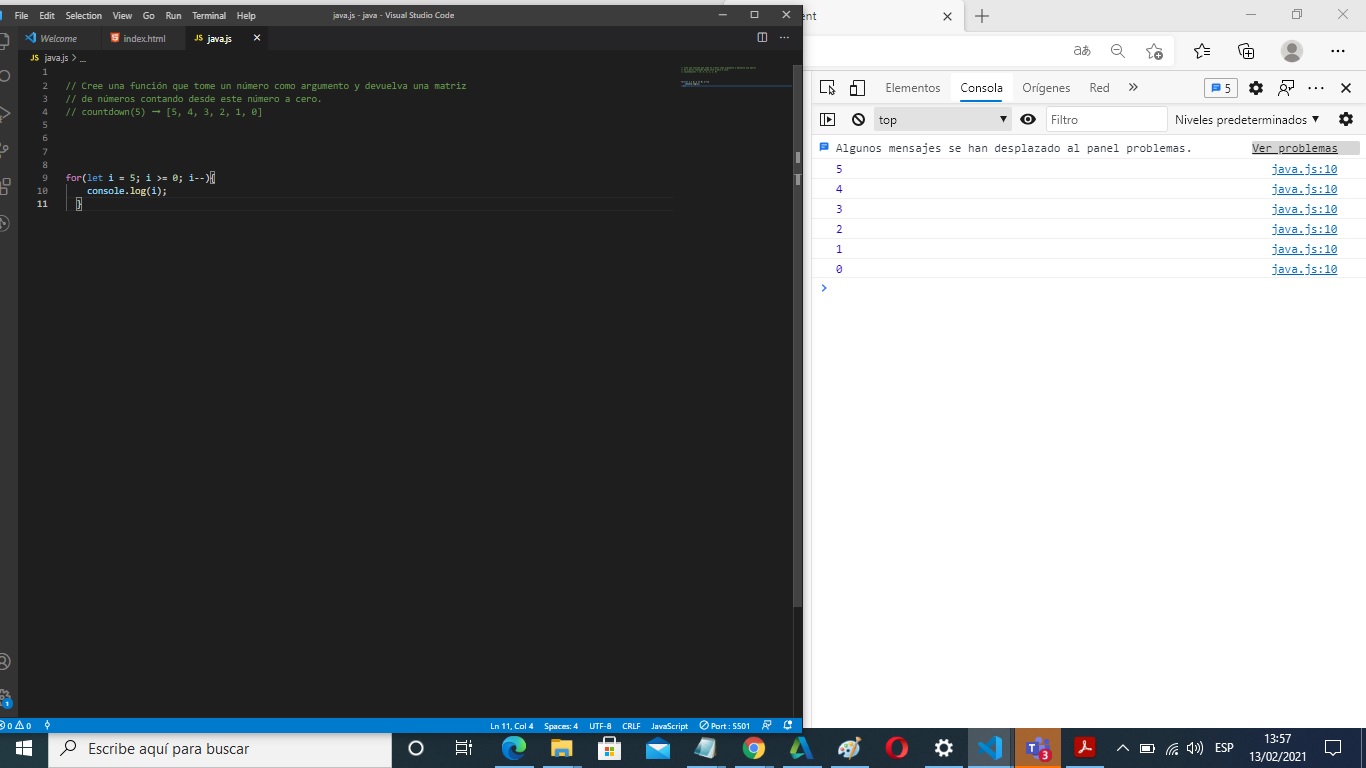 File Edit Selection View Go Run Terminal Help java.js - java - Visual Studio Code
Welcome index.html JS java.js
JS java.js > ...
1
2 // Cree una función que tome un número como argumento y devuelva una matriz
3 // de números contando desde este número a cero.
4 // countdown(5) ➞ [5, 4, 3, 2, 1, 0]
5
6
7
8
9 for(let i = 5; i >= 0; i--){
10 console.log(i);
11 }
0 0 Ln 11, Col 4 Spaces: 4 UTF-8 CRLF JavaScript Port : 5501
1
ent
aあ
Elementos Consola Orígenes Red 5
top Filtro Niveles predeterminados
Algunos mensajes se han desplazado al panel problemas. Ver problemas
5 java.js:10
4 java.js:10
3 java.js:10
2 java.js:10
1 java.js:10
0 java.js:10
Escribe aquí para buscar
3
ESP
13:57
13/02/2021